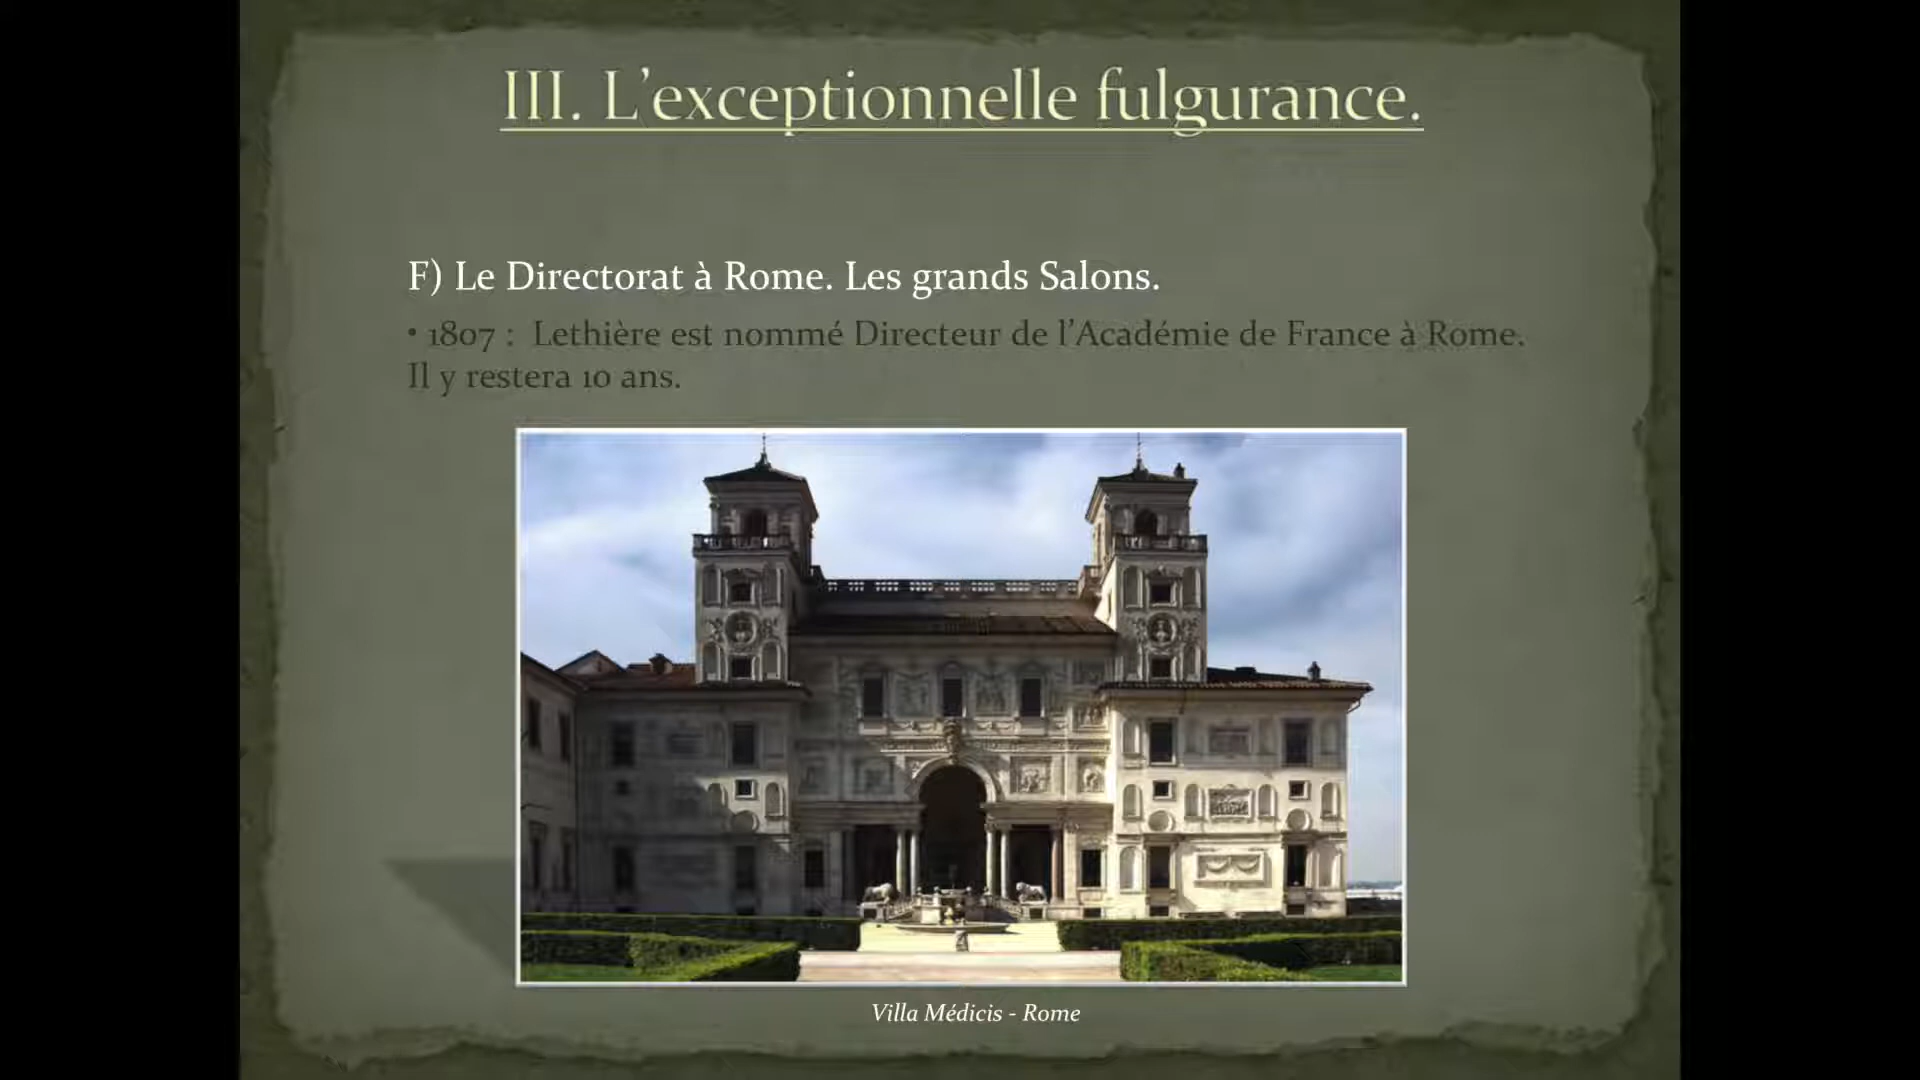 III. L’exceptionnelle fulgurance.
F) Le Directorat à Rome. Les grands Salons.
• 1807 : Lethière est nommé Directeur de l’Académie de France à Rome.
Il y restera 10 ans.
Villa Médicis - Rome